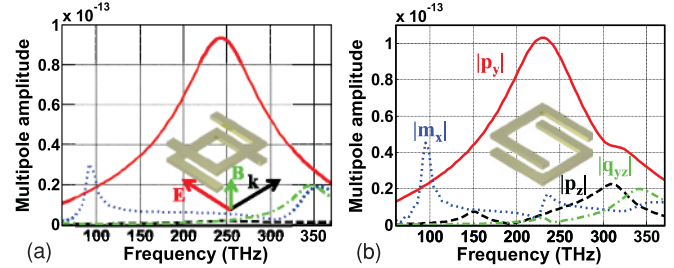 1 x 10⁻¹³
Multipole amplitude
0.8
0.6
0.4
0.2
0
E
B
k
100 150 200 250 300 350
(a) Frequency (THz)
x 10⁻¹³
Multipole amplitude
1
0.8
0.6
0.4
0.2
0
|p_y|
|m_x|
|p_z|
|q_yz|
100 150 200 250 300 350
(b) Frequency (THz)